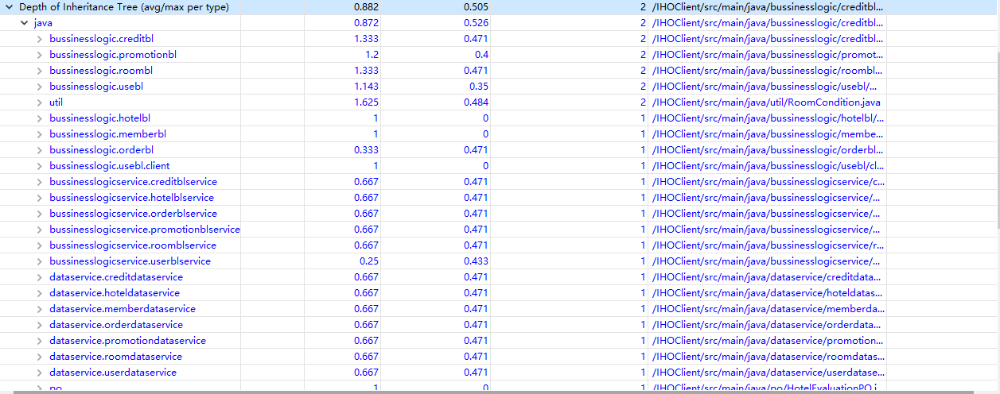 Depth of Inheritance Tree (avg/max per type) 0.882 0.505 2 /IHOClient/src/main/java/bussinesslogic/creditbl...
java 0.872 0.526 2 /IHOClient/src/main/java/bussinesslogic/creditbl...
bussinesslogic.creditbl 1.333 0.471 2 /IHOClient/src/main/java/bussinesslogic/creditbl...
bussinesslogic.promotionbl 1.2 0.4 2 /IHOClient/src/main/java/bussinesslogic/promot...
bussinesslogic.roombl 1.333 0.471 2 /IHOClient/src/main/java/bussinesslogic/roombl...
bussinesslogic.usebl 1.143 0.35 2 /IHOClient/src/main/java/bussinesslogic/usebl/...
util 1.625 0.484 2 /IHOClient/src/main/java/util/RoomCondition.java
bussinesslogic.hotelbl 1 0 1 /IHOClient/src/main/java/bussinesslogic/hotelbl/...
bussinesslogic.memberbl 1 0 1 /IHOClient/src/main/java/bussinesslogic/membe...
bussinesslogic.orderbl 0.333 0.471 1 /IHOClient/src/main/java/bussinesslogic/orderbl...
bussinesslogic.usebl.client 1 0 1 /IHOClient/src/main/java/bussinesslogic/usebl/cl...
bussinesslogicservice.creditblservice 0.667 0.471 1 /IHOClient/src/main/java/bussinesslogicservice/c...
bussinesslogicservice.hotelblservice 0.667 0.471 1 /IHOClient/src/main/java/bussinesslogicservice/...
bussinesslogicservice.orderblservice 0.667 0.471 1 /IHOClient/src/main/java/bussinesslogicservice/...
bussinesslogicservice.promotionblservice 0.667 0.471 1 /IHOClient/src/main/java/bussinesslogicservice/...
bussinesslogicservice.roomblservice 0.667 0.471 1 /IHOClient/src/main/java/bussinesslogicservice/r...
bussinesslogicservice.userblservice 0.25 0.433 1 /IHOClient/src/main/java/bussinesslogicservice/...
dataservice.creditdataservice 0.667 0.471 1 /IHOClient/src/main/java/dataservice/creditdata...
dataservice.hoteldataservice 0.667 0.471 1 /IHOClient/src/main/java/dataservice/hoteldatas...
dataservice.memberdataservice 0.667 0.471 1 /IHOClient/src/main/java/dataservice/memberda...
dataservice.orderdataservice 0.667 0.471 1 /IHOClient/src/main/java/dataservice/orderdata...
dataservice.promotiondataservice 0.667 0.471 1 /IHOClient/src/main/java/dataservice/promotion...
dataservice.roomdataservice 0.667 0.471 1 /IHOClient/src/main/java/dataservice/roomdatas...
dataservice.userdataservice 0.667 0.471 1 /IHOClient/src/main/java/dataservice/userdatase...
po 1 0 1 /IHOClient/src/main/java/po/HotelEvaluationPO.j...